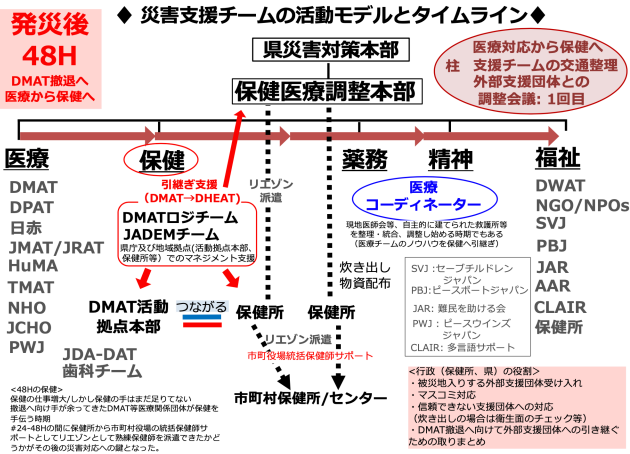 ◆ 災害支援チームの活動モデルとタイムライン◆
発災後
48H
DMAT撤退へ
医療から保健へ
県災害対策本部
保健医療調整本部
医療対応から保健へ
柱 支援チームの交通整理
外部支援団体との
調整会議: 1回目
医療
保健
薬務
精神
福祉
DMAT
DPAT
日赤
JMAT/JRAT
HuMA
TMAT
NHO
JCHO
PWJ
JDA-DAT
歯科チーム
引継ぎ支援
（DMAT→DHEAT)
DMATロジチーム
JADEMチーム
県庁及び地域拠点(活動拠点本部、
保健所等）でのマネジメント支援
リエゾン
派遣
医療
コーディネーター
現地医師会等、自主的に建てられた救護所等
を整理・統合、調整し始める時期でもある
（医療チームのノウハウを保健へ引継ぎ）
DWAT
NGO/NPOs
SVJ
PBJ
JAR
AAR
CLAIR
保健所
炊き出し
物資配布
SVJ :セーブチルドレン
ジャパン
PBJ:ピースボートジャパン
JAR: 難民を助ける会
PWJ : ピースウインズ
ジャパン
CLAIR: 多言語サポート
DMAT活動
拠点本部
つながる
保健所
保健所
リエゾン派遣
市町役場統括保健師サポート
市町村保健所/センター
<48Hの保健>
保健の仕事増大/しかし保健の手はまだ足りてない
撤退へ向け手が余ってきたDMAT等医療関係団体が保健を
手伝う時期
#24-48Hの間に保健所から市町役場の統括保健師サ
ポートとしてリエゾンとして熟練保健師を派遣できたかど
うかがその後の災害対応への鍵となった。
<行政（保健所、県）の役割>
・被災地入りする外部支援団体受け入れ
・マスコミ対応
・信頼できない支援団体への対応
（炊き出しの場合は衛生面のチェック等）
・DMAT撤退へ向けて外部支援団体への引き継ぐ
ための取りまとめ